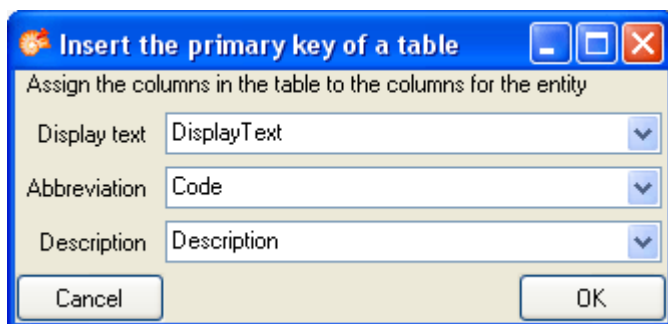 Insert the primary key of a table
Assign the columns in the table to the columns for the entity
Display text DisplayText
Abbreviation Code
Description Description
Cancel OK